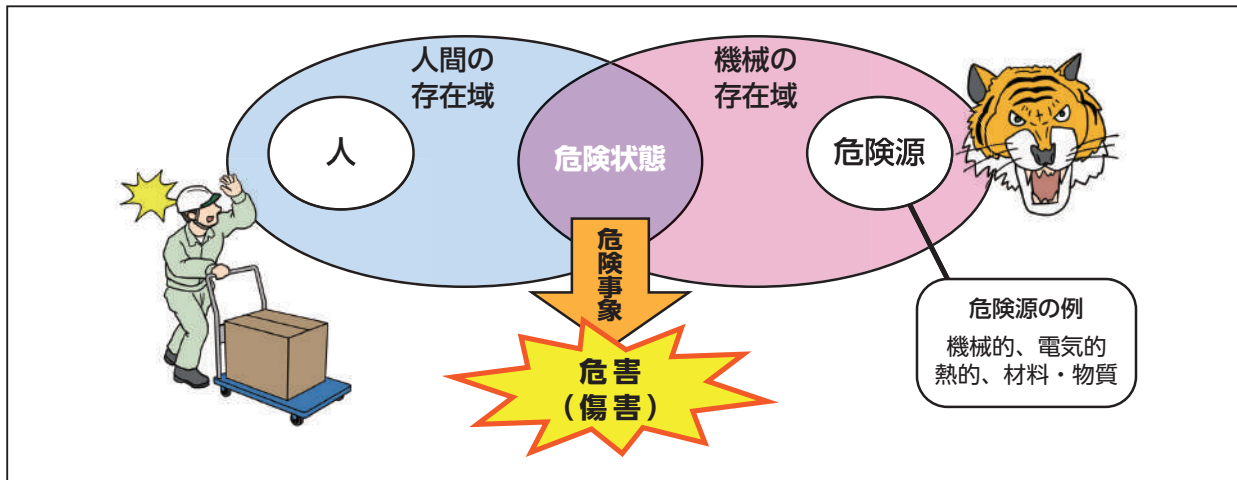 人間の
存在域
機械の
存在域
人
危険状態
危険源
危険事象
危険源の例
機械的、電気的
熱的、材料・物質
危害
（傷害）